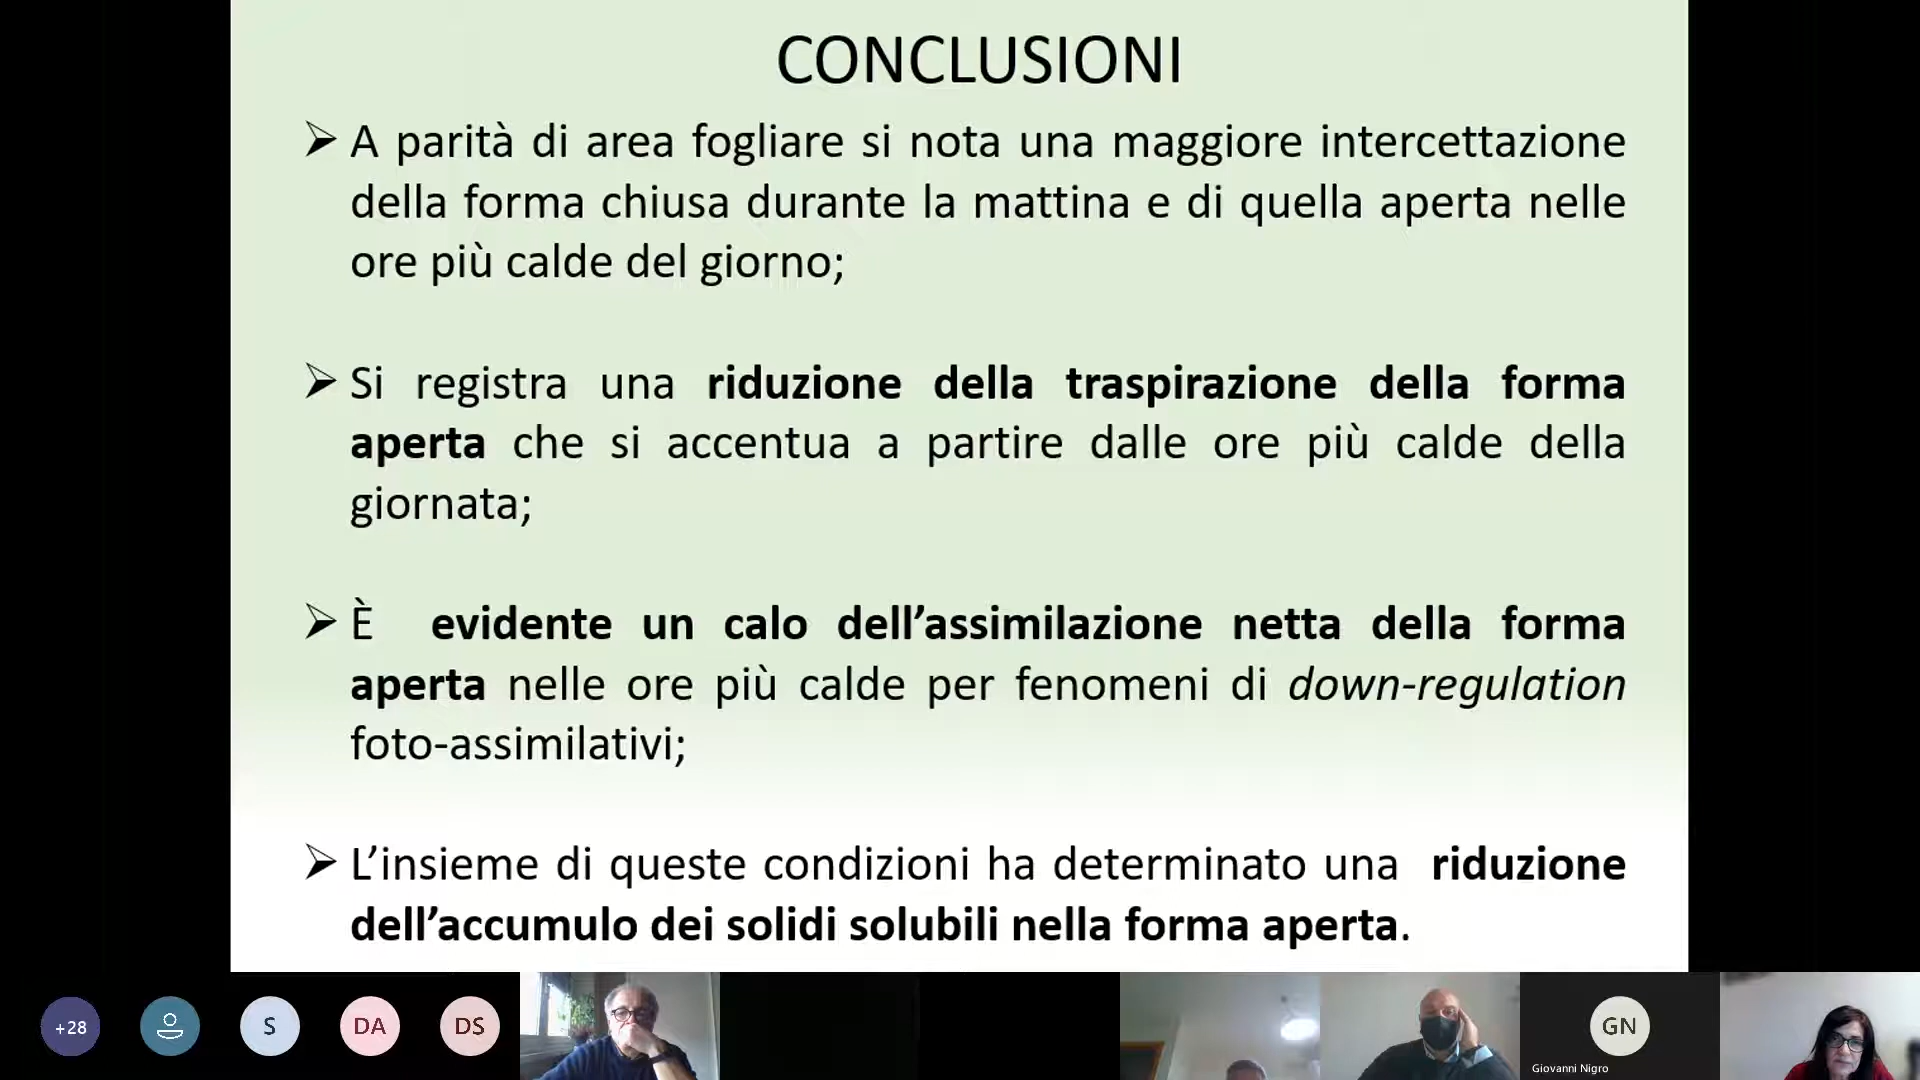 CONCLUSIONI
➢ A parità di area fogliare si nota una maggiore intercettazione
della forma chiusa durante la mattina e di quella aperta nelle
ore più calde del giorno;
➢ Si registra una riduzione della traspirazione della forma
aperta che si accentua a partire dalle ore più calde della
giornata;
➢ È evidente un calo dell’assimilazione netta della forma
aperta nelle ore più calde per fenomeni di down-regulation
foto-assimilativi;
➢ L’insieme di queste condizioni ha determinato una riduzione
dell’accumulo dei solidi solubili nella forma aperta.
+28
S
DA
DS
GN
Giovanni Nigro